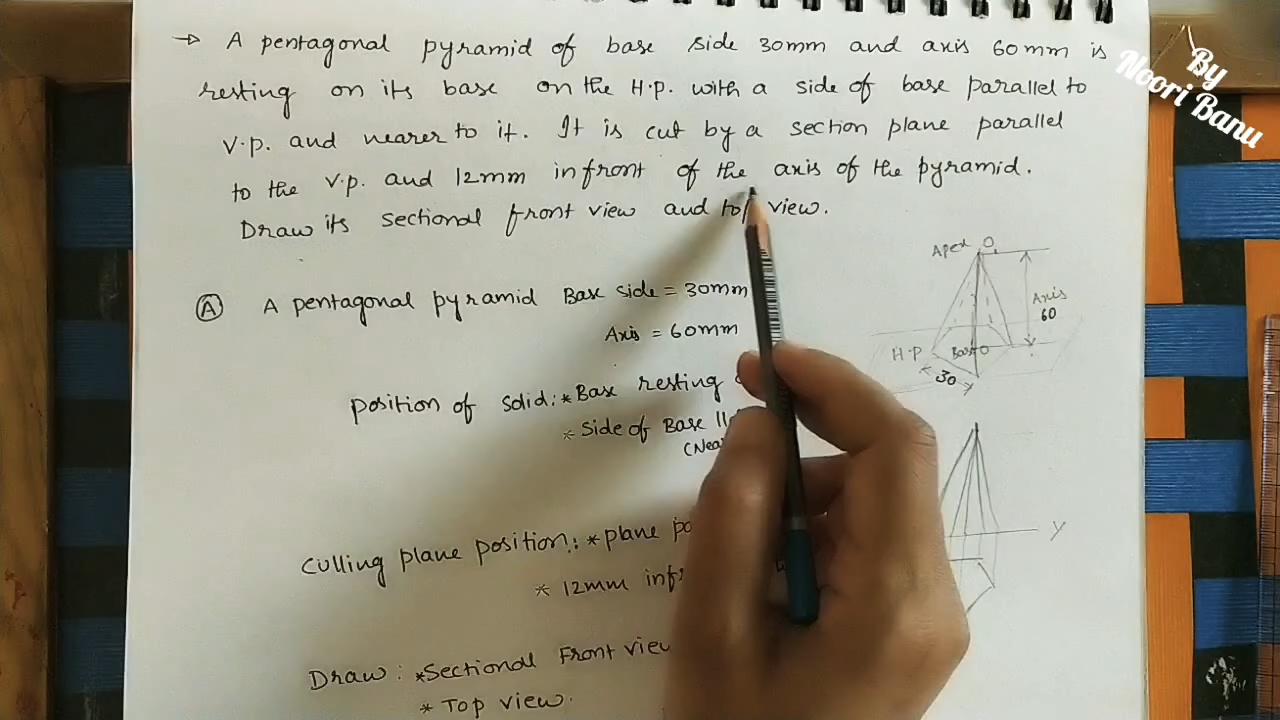 → A pentagonal pyramid of base side 30mm and axis 60mm is
resting on its base on the H.P. with a side of base parallel to
V.P. and nearer to it. It is cut by a section plane parallel
to the V.P. and 12mm infront of the axis of the pyramid.
Draw its sectional front view and top view.
By
Noori Banu
Apex O,
Axis
60
H.P
Base O
30
(A) A pentagonal pyramid Base side = 30mm
Axis = 60mm
position of solid: * Base resting
* Side of Base ||
(Nea
Culling plane position: * plane pa
* 12mm infr
Y
Draw: * Sectional Front view
* Top view.